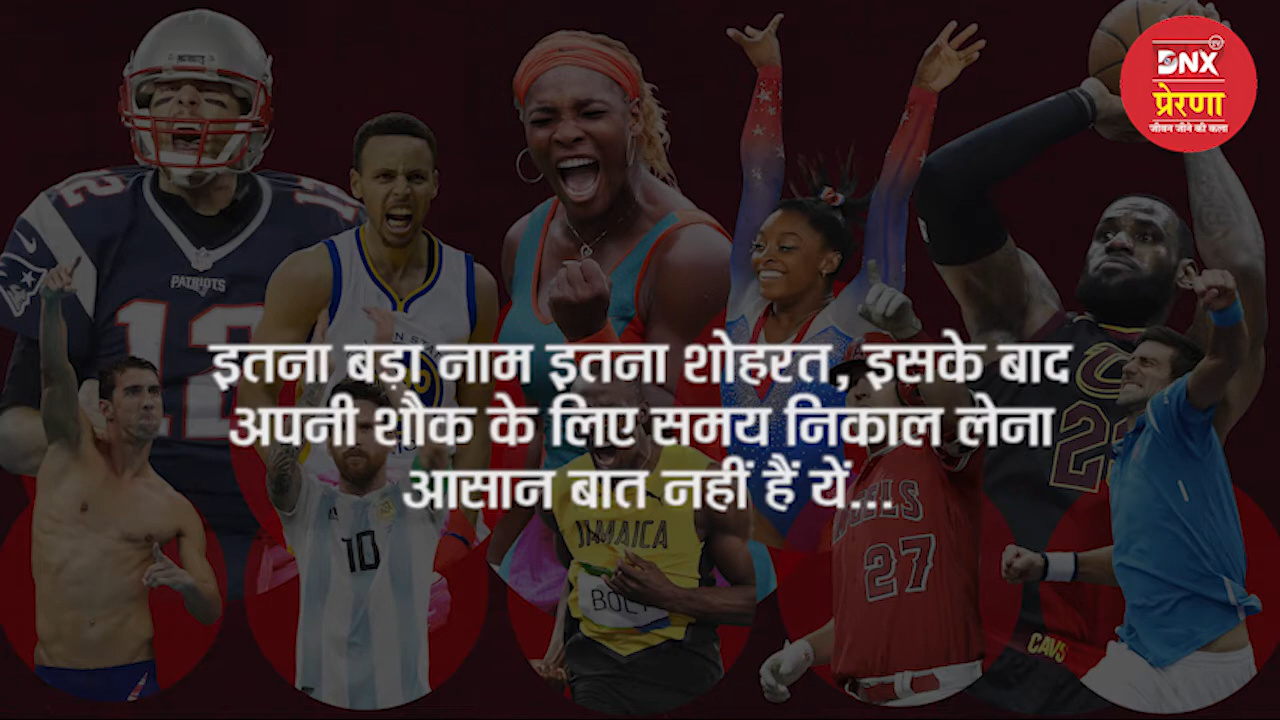 PATRIOTS
DNX
प्रेरणा
जीवन जीने की कला
PATRIOTS
12
इतना बड़ा नाम इतना शोहरत, इसके बाद
अपनी शौक के लिए समय निकाल लेना
आसान बात नहीं हैं यें...
10
JAMAICA
BOLT
27
CAVS